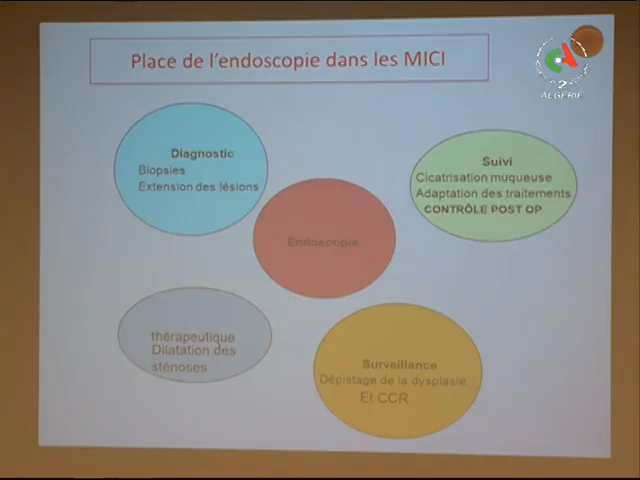 Place de l'endoscopie dans les MICI
Diagnostic
Biopsies
Extension des lésions
Suivi
Cicatrisation muqueuse
Adaptation des traitements
CONTRÔLE POST OP
Endoscopie
thérapeutique
Dilatation des
sténoses
Surveillance
Dépistage de la dysplasie
Et CCR
2
ALGERIE